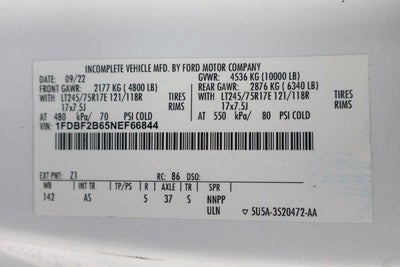 INCOMPLETE VEHICLE MFD. BY FORD MOTOR COMPANY
DATE: 09/22 GVWR: 4536 KG (10000 LB)
FRONT GAWR: 2177 KG ( 4800 LB) REAR GAWR: 2876 KG ( 6340 LB)
WITH LT245/75R17E 121/118R TIRES WITH LT245/75R17E 121/118R TIRES
17x7.5J RIMS 17x7.5J RIMS
AT 480 kPa/ 70 PSI COLD AT 550 kPa/ 80 PSI COLD
VIN: 1FDBF2B65NEF66844
EXT PNT: Z1 RC: 86 DSO:
WB INT TR TP/PS R AXLE TR SPR
142 AS 5 37 S NNPP
ULN ▽ 5U5A-3520472-AA